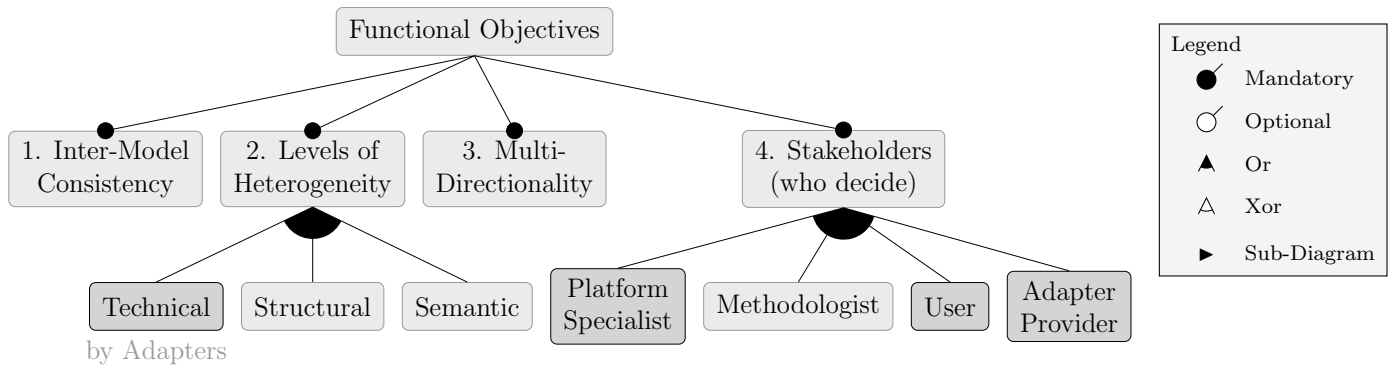 Functional Objectives
1. Inter-Model
Consistency
2. Levels of
Heterogeneity
3. Multi-
Directionality
4. Stakeholders
(who decide)
Technical
by Adapters
Structural
Semantic
Platform
Specialist
Methodologist
User
Adapter
Provider
Legend
Mandatory
Optional
Or
Xor
Sub-Diagram